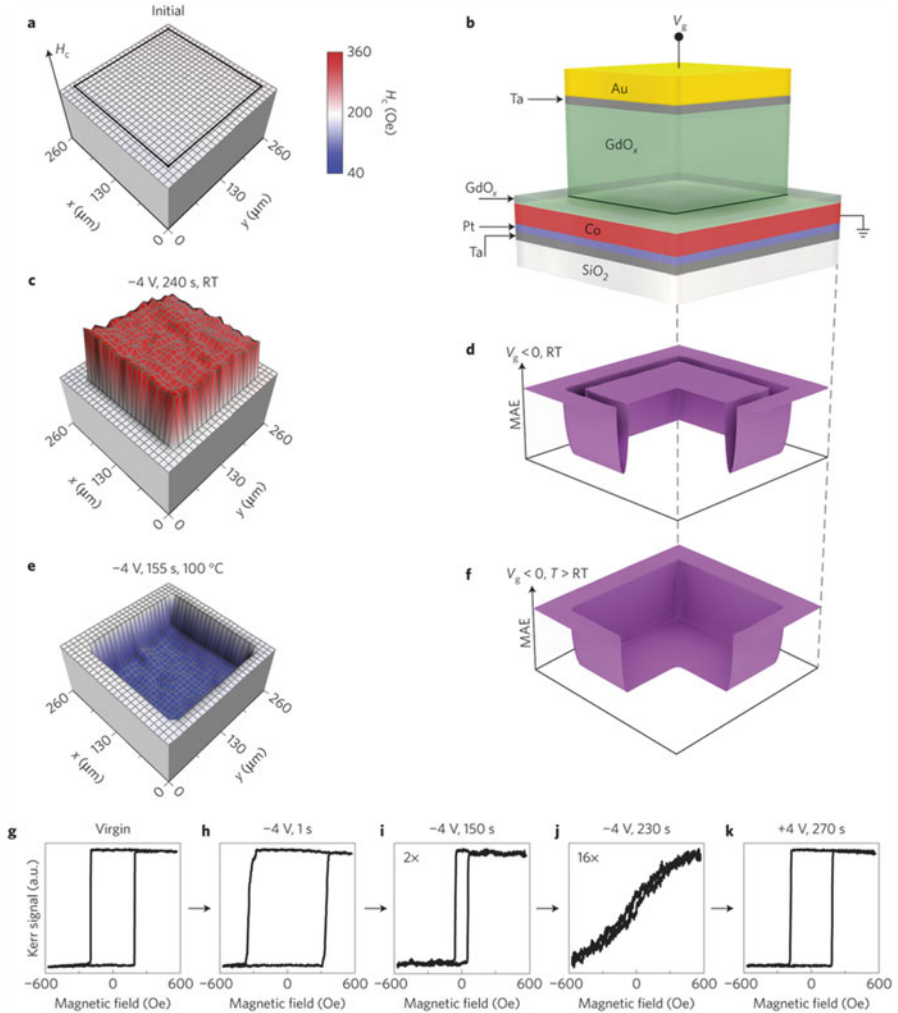 a
Initial
H_c
260
x (μm)
130
0
0
y (μm)
130
260
360
200
40
H_c (Oe)
b
V_g
Au
Ta
GdO_x
GdO_x
Pt
Co
Ta
SiO_2
c
−4 V, 240 s, RT
260
x (μm)
130
0
0
y (μm)
130
260
d
V_g < 0, RT
MAE
e
−4 V, 155 s, 100 °C
260
x (μm)
130
0
0
y (μm)
130
260
f
V_g < 0, T > RT
MAE
g
Virgin
Kerr signal (a.u.)
−600
0
600
Magnetic field (Oe)
h
−4 V, 1 s
−600
0
600
Magnetic field (Oe)
i
−4 V, 150 s
2×
−600
0
600
Magnetic field (Oe)
j
−4 V, 230 s
16×
−600
0
600
Magnetic field (Oe)
k
+4 V, 270 s
−600
0
600
Magnetic field (Oe)